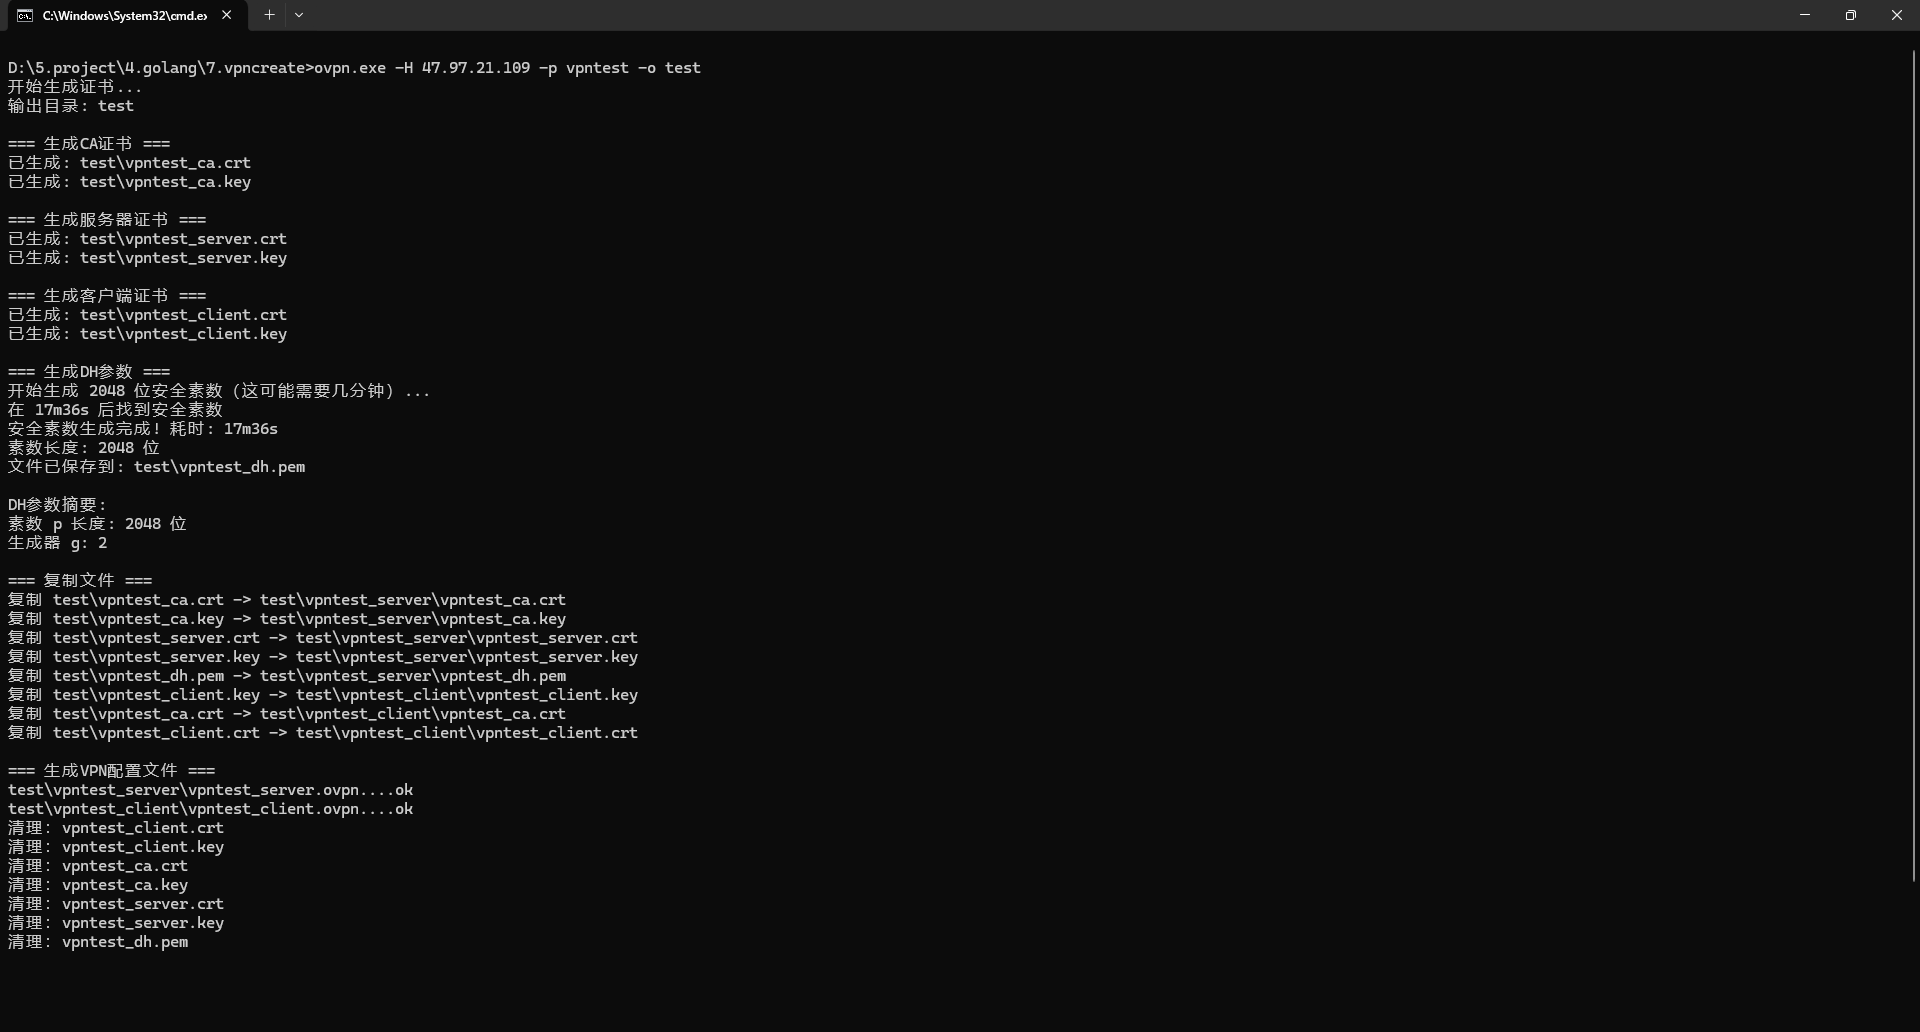 C:\Windows\System32\cmd.ex
D:\5.project\4.golang\7.vpncreate>ovpn.exe -H 47.97.21.109 -p vpntest -o test
开始生成证书...
输出目录: test
=== 生成CA证书 ===
已生成: test\vpntest_ca.crt
已生成: test\vpntest_ca.key
=== 生成服务器证书 ===
已生成: test\vpntest_server.crt
已生成: test\vpntest_server.key
=== 生成客户端证书 ===
已生成: test\vpntest_client.crt
已生成: test\vpntest_client.key
=== 生成DH参数 ===
开始生成 2048 位安全素数 (这可能需要几分钟) ...
在 17m36s 后找到安全素数
安全素数生成完成! 耗时: 17m36s
素数长度: 2048 位
文件已保存到: test\vpntest_dh.pem
DH参数摘要:
素数 p 长度: 2048 位
生成器 g: 2
=== 复制文件 ===
复制 test\vpntest_ca.crt -> test\vpntest_server\vpntest_ca.crt
复制 test\vpntest_ca.key -> test\vpntest_server\vpntest_ca.key
复制 test\vpntest_server.crt -> test\vpntest_server\vpntest_server.crt
复制 test\vpntest_server.key -> test\vpntest_server\vpntest_server.key
复制 test\vpntest_dh.pem -> test\vpntest_server\vpntest_dh.pem
复制 test\vpntest_client.key -> test\vpntest_client\vpntest_client.key
复制 test\vpntest_ca.crt -> test\vpntest_client\vpntest_ca.crt
复制 test\vpntest_client.crt -> test\vpntest_client\vpntest_client.crt
=== 生成VPN配置文件 ===
test\vpntest_server\vpntest_server.ovpn....ok
test\vpntest_client\vpntest_client.ovpn....ok
清理: vpntest_client.crt
清理: vpntest_client.key
清理: vpntest_ca.crt
清理: vpntest_ca.key
清理: vpntest_server.crt
清理: vpntest_server.key
清理: vpntest_dh.pem